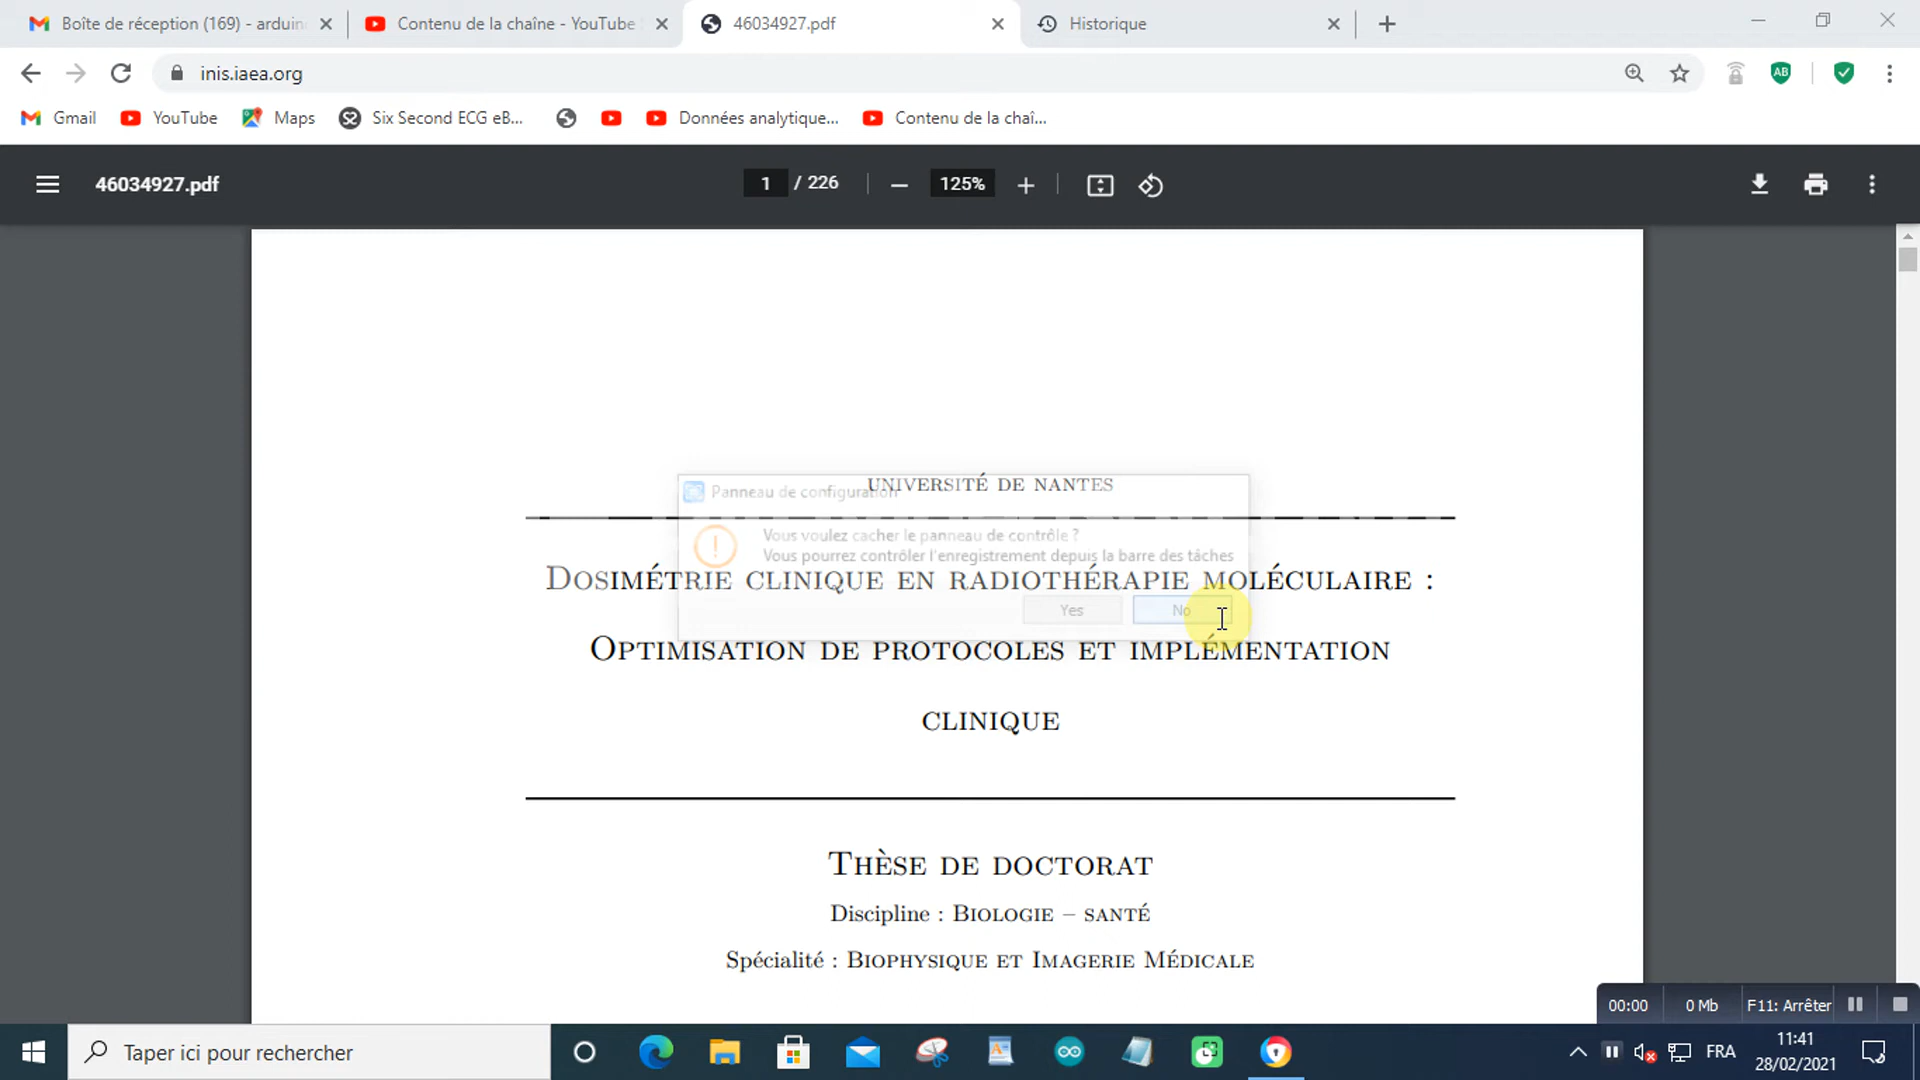 Boîte de réception (169) - arduin
Contenu de la chaîne - YouTube
46034927.pdf
Historique
inis.iaea.org
AB
Gmail
YouTube
Maps
Six Second ECG eB...
Données analytique...
Contenu de la chaî...
46034927.pdf
1 / 226
125%
UNIVERSITÉ DE NANTES
Panneau de configuration
Vous voulez cacher le panneau de contrôle ?
Vous pourrez contrôler l'enregistrement depuis la barre des tâches
DOSIMÉTRIE CLINIQUE EN RADIOTHÉRAPIE MOLÉCULAIRE :
Yes
No
OPTIMISATION DE PROTOCOLES ET IMPLÉMENTATION
CLINIQUE
THÈSE DE DOCTORAT
Discipline : BIOLOGIE – SANTÉ
Spécialité : BIOPHYSIQUE ET IMAGERIE MÉDICALE
00:00
0 Mb
F11: Arrêter
Taper ici pour rechercher
FRA
11:41
28/02/2021